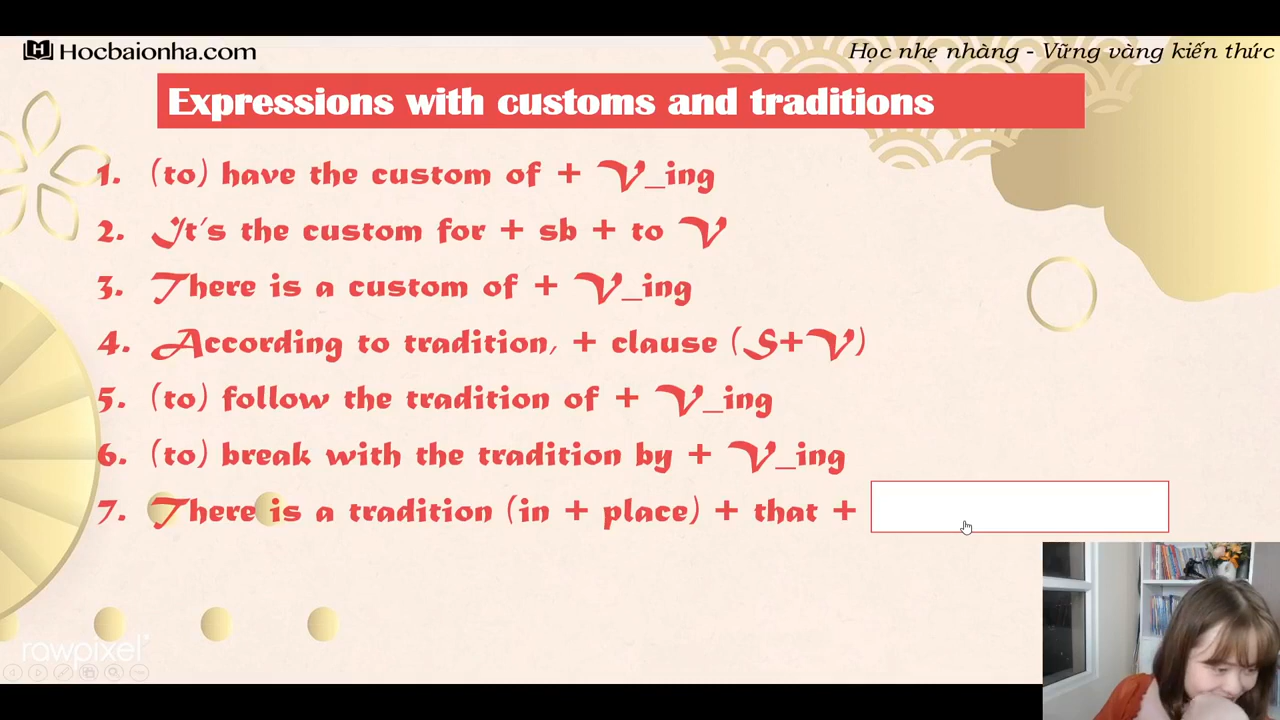 Hocbaionha.com
Học nhẹ nhàng - Vững vàng kiến thức
Expressions with customs and traditions
1. (to) have the custom of + V_ing
2. It's the custom for + sb + to V
3. There is a custom of + V_ing
4. According to tradition, + clause (S+V)
5. (to) follow the tradition of + V_ing
6. (to) break with the tradition by + V_ing
7. There is a tradition (in + place) + that +
rawpixel